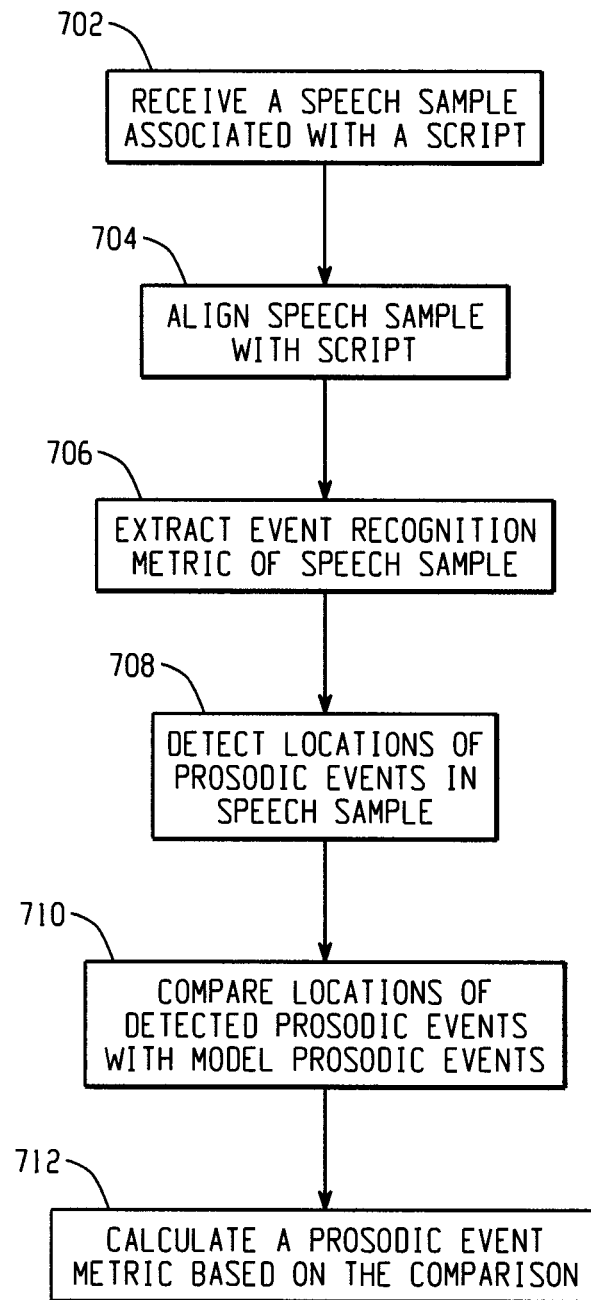 702
RECEIVE A SPEECH SAMPLE
ASSOCIATED WITH A SCRIPT
704
ALIGN SPEECH SAMPLE
WITH SCRIPT
706
EXTRACT EVENT RECOGNITION
METRIC OF SPEECH SAMPLE
708
DETECT LOCATIONS OF
PROSODIC EVENTS IN
SPEECH SAMPLE
710
COMPARE LOCATIONS OF
DETECTED PROSODIC EVENTS
WITH MODEL PROSODIC EVENTS
712
CALCULATE A PROSODIC EVENT
METRIC BASED ON THE COMPARISON